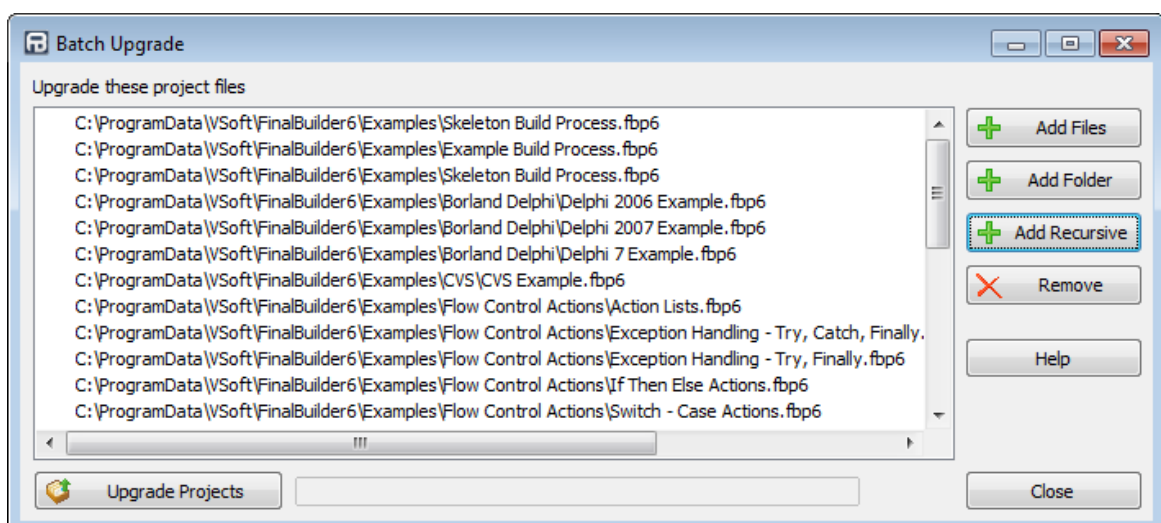 Batch Upgrade
Upgrade these project files
C:\ProgramData\VSoft\FinalBuilder6\Examples\Skeleton Build Process.fbp6
C:\ProgramData\VSoft\FinalBuilder6\Examples\Example Build Process.fbp6
C:\ProgramData\VSoft\FinalBuilder6\Examples\Skeleton Build Process.fbp6
C:\ProgramData\VSoft\FinalBuilder6\Examples\Borland Delphi\Delphi 2006 Example.fbp6
C:\ProgramData\VSoft\FinalBuilder6\Examples\Borland Delphi\Delphi 2007 Example.fbp6
C:\ProgramData\VSoft\FinalBuilder6\Examples\Borland Delphi\Delphi 7 Example.fbp6
C:\ProgramData\VSoft\FinalBuilder6\Examples\CVS\CVS Example.fbp6
C:\ProgramData\VSoft\FinalBuilder6\Examples\Flow Control Actions\Action Lists.fbp6
C:\ProgramData\VSoft\FinalBuilder6\Examples\Flow Control Actions\Exception Handling - Try, Catch, Finally.
C:\ProgramData\VSoft\FinalBuilder6\Examples\Flow Control Actions\Exception Handling - Try, Finally.fbp6
C:\ProgramData\VSoft\FinalBuilder6\Examples\Flow Control Actions\If Then Else Actions.fbp6
C:\ProgramData\VSoft\FinalBuilder6\Examples\Flow Control Actions\Switch - Case Actions.fbp6
Add Files
Add Folder
Add Recursive
Remove
Help
Upgrade Projects
Close